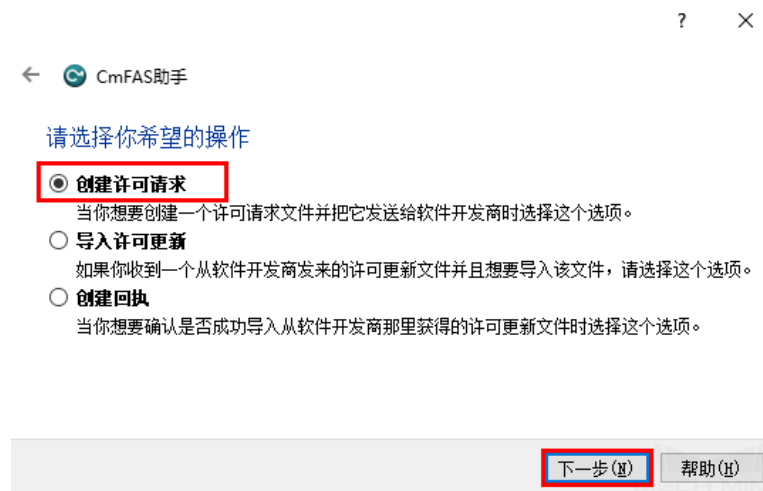 CmFAS助手
请选择你希望的操作
创建许可请求
当你想要创建一个许可请求文件并把它发送给软件开发商时选择这个选项。
导入许可更新
如果你收到一个从软件开发商发来的许可更新文件并且想要导入该文件，请选择这个选项。
创建回执
当你想要确认是否成功导入从软件开发商那里获得的许可更新文件时选择这个选项。
下一步(N) 帮助(H)